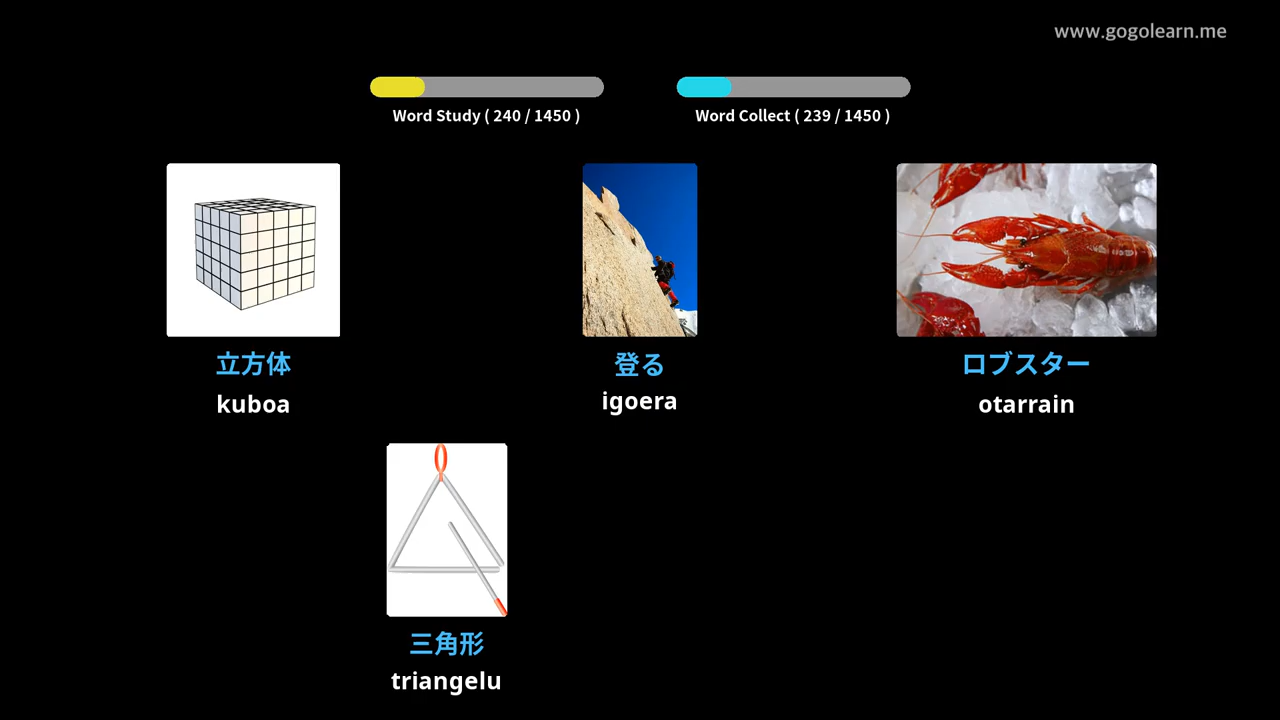 www.gogolearn.me
Word Study ( 240 / 1450 )
Word Collect ( 239 / 1450 )
立方体
kuboa
登る
igoera
ロブスター
otarrain
三角形
triangelu